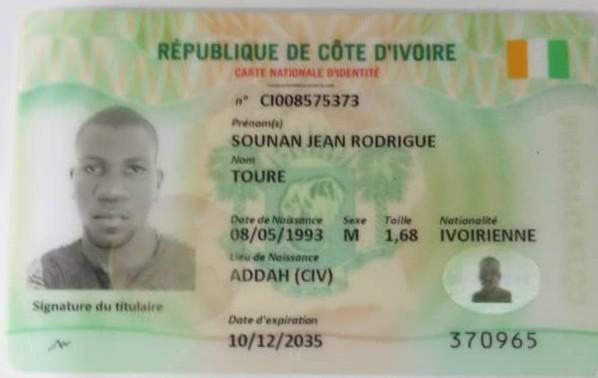 RÉPUBLIQUE DE CÔTE D'IVOIRE
CARTE NATIONALE D'IDENTITÉ
n° CI008575373
Prénom(s)
SOUNAN JEAN RODRIGUE
Nom
TOURE
Date de Naissance Sexe Taille Nationalité
08/05/1993 M 1,68 IVOIRIENNE
Lieu de Naissance
ADDAH (CIV)
Signature du titulaire
Date d'expiration
10/12/2035
370965